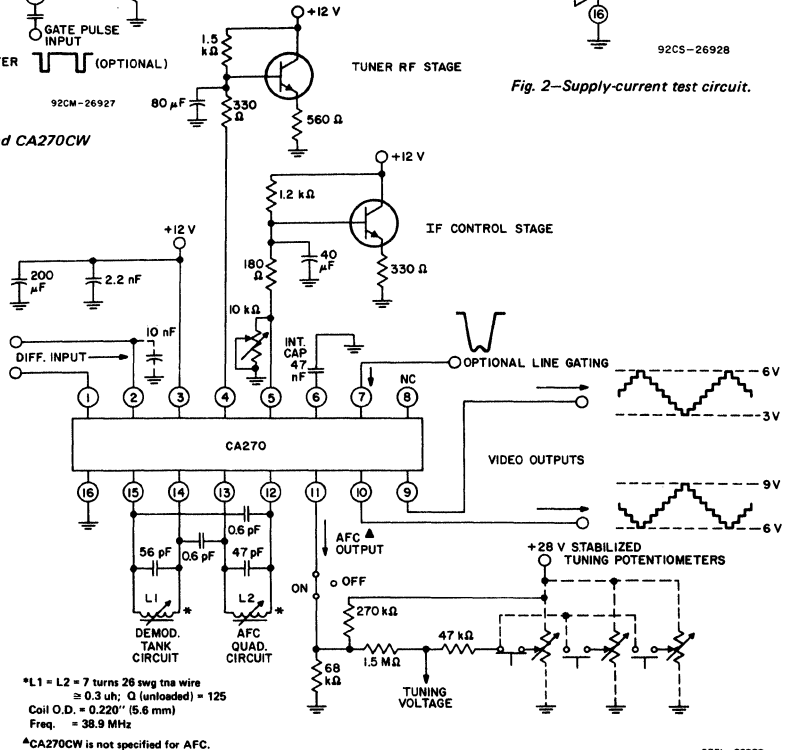 +12 V
GATE PULSE
INPUT
(OPTIONAL)
92CM-26927
d CA270CW
1.5
kΩ
80 µF
330
Ω
560 Ω
TUNER RF STAGE
16
92CS-26928
Fig. 2–Supply-current test circuit.
+12 V
1.2 kΩ
IF CONTROL STAGE
180
Ω
40
µF
330 Ω
+12 V
200
µF
2.2 nF
10 kΩ
10 nF
DIFF. INPUT
INT.
CAP
47
nF
OPTIONAL LINE GATING
NC
1 2 3 4 5 6 7 8
CA270
16 15 14 13 12 11 10 9
6 V
3 V
VIDEO OUTPUTS
9 V
6 V
0.6 pF
0.6 pF
56 pF
47 pF
L1
*
L2
*
DEMOD.
TANK
CIRCUIT
AFC
QUAD.
CIRCUIT
AFC ▲
OUTPUT
ON
OFF
+28 V STABILIZED
TUNING POTENTIOMETERS
270 kΩ
68
kΩ
1.5 MΩ
47 kΩ
TUNING
VOLTAGE
*L1 = L2 = 7 turns 26 swg tna wire
≅ 0.3 uh; Q (unloaded) = 125
Coil O.D. = 0.220" (5.6 mm)
Freq. = 38.9 MHz
▲CA270CW is not specified for AFC.